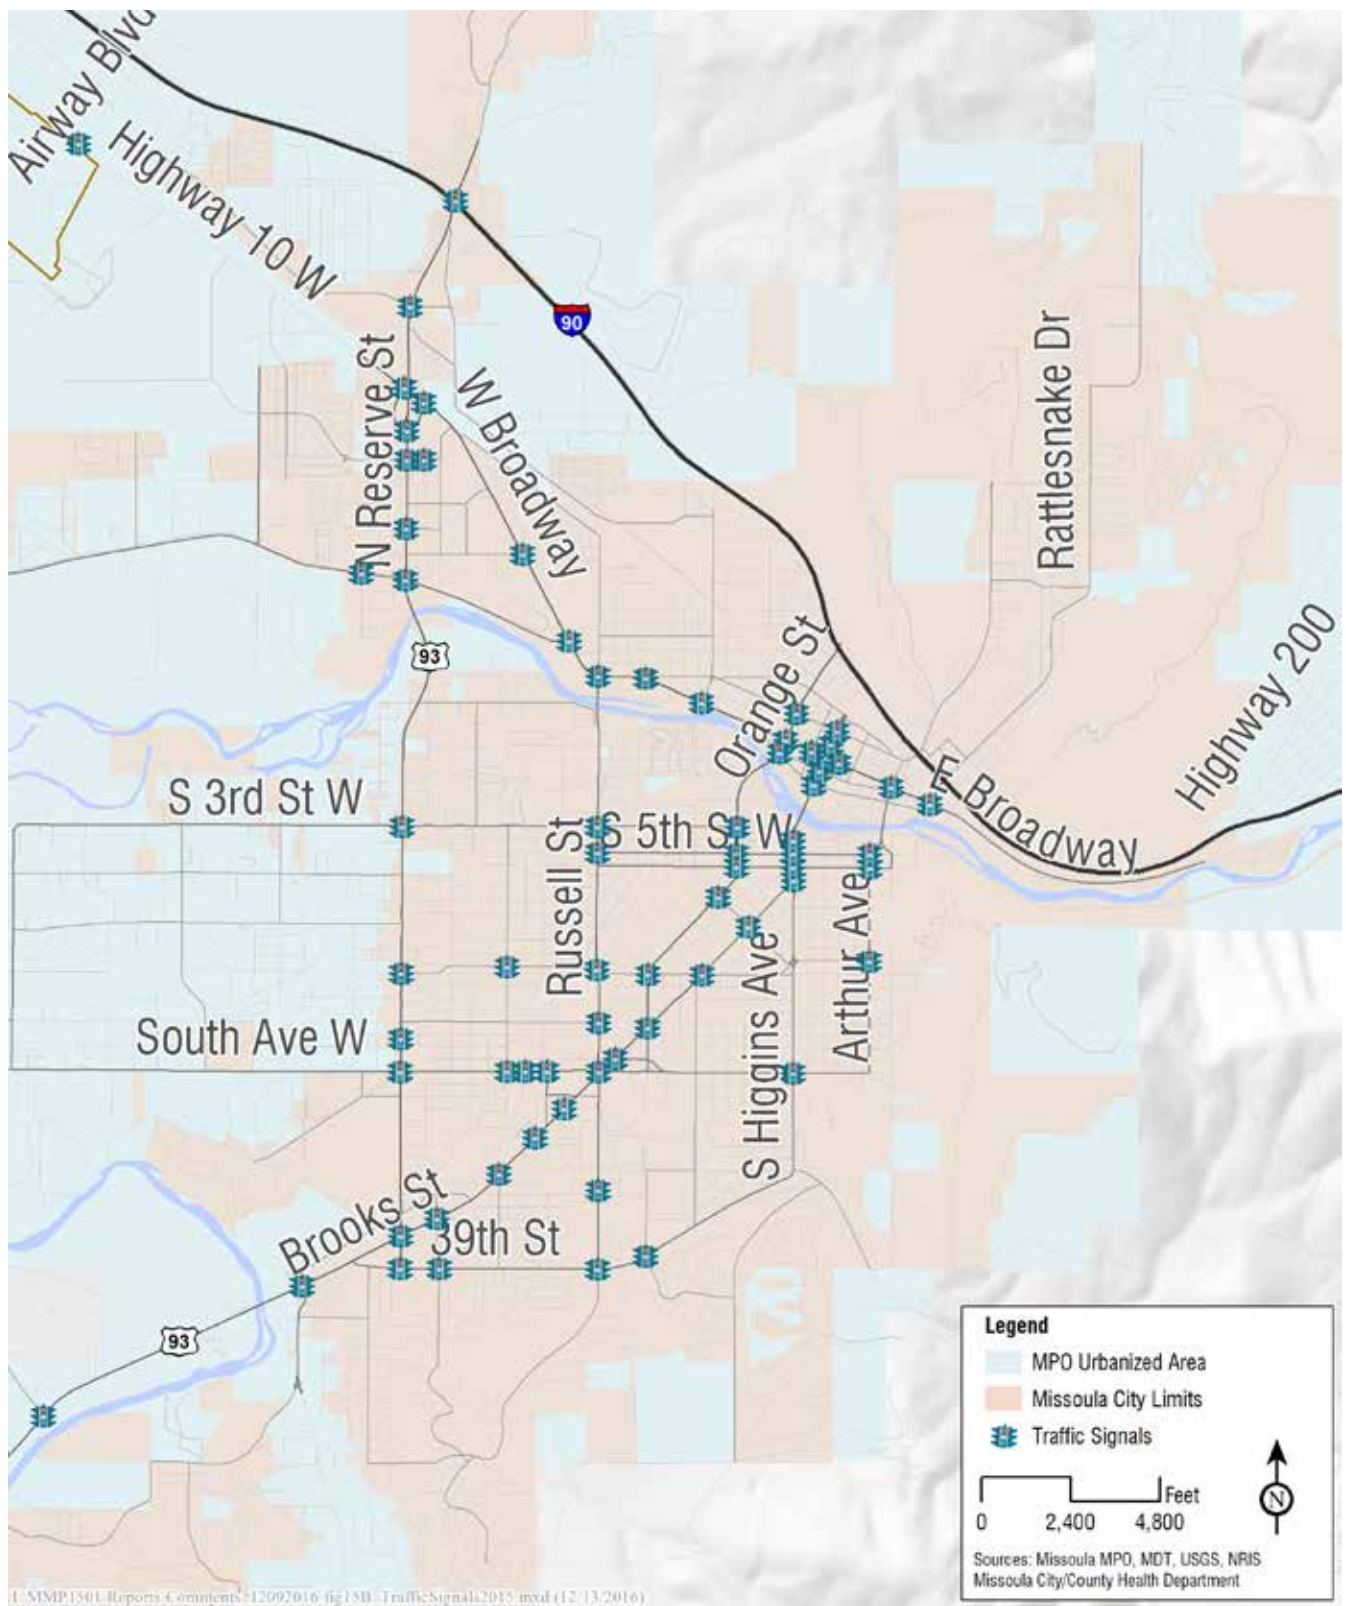 Airway Blvd
Highway 10 W
90
N Reserve St
W Broadway
Rattlesnake Dr
93
Orange St
Highway 200
S 3rd St W
S 5th St W
E Broadway
Russell St
Arthur Ave
S Higgins Ave
South Ave W
Brooks St
39th St
93
Legend
MPO Urbanized Area
Missoula City Limits
Traffic Signals
Feet
0 2,400 4,800
N
Sources: Missoula MPO, MDT, USGS, NRIS
Missoula City/County Health Department
(12/13/2016)